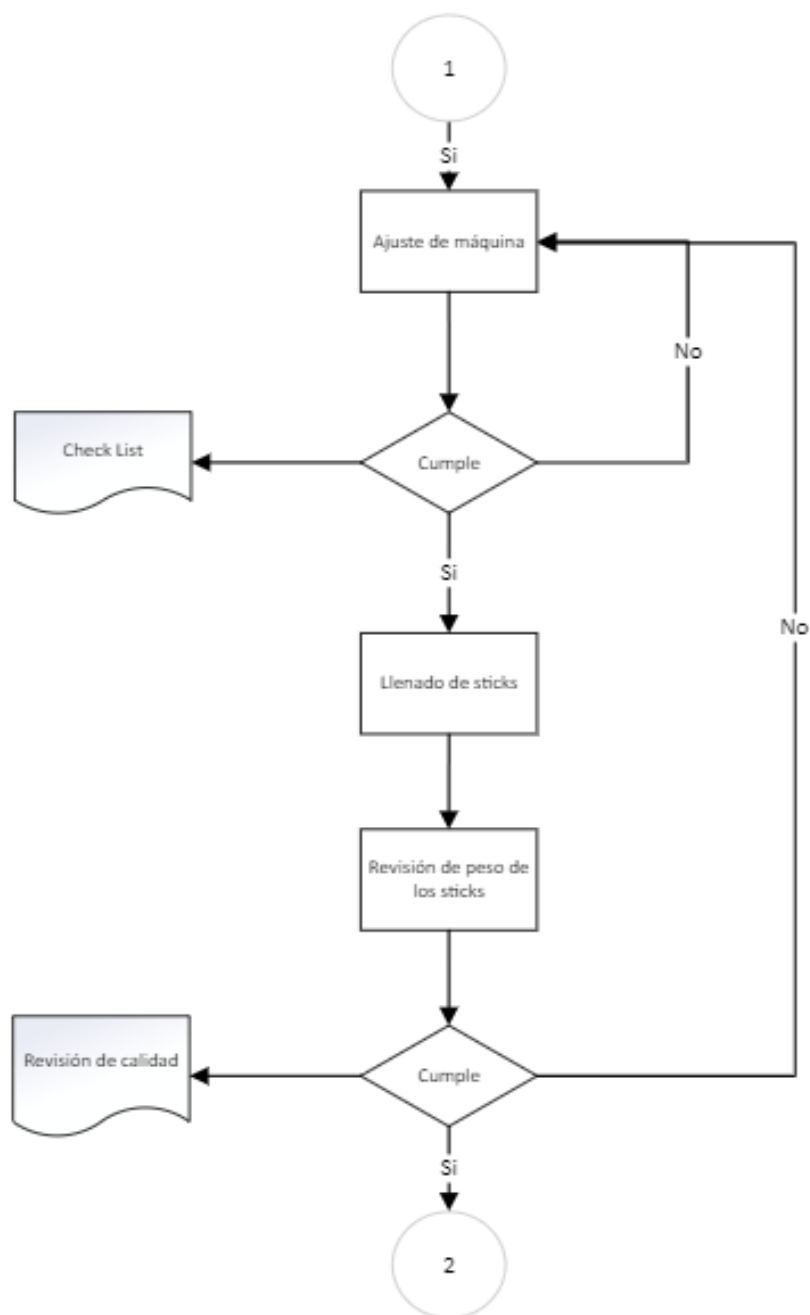 1
Si
Ajuste de máquina
No
Check List
Cumple
Si
No
Llenado de sticks
Revisión de peso de
los sticks
Revisión de calidad
Cumple
Si
2